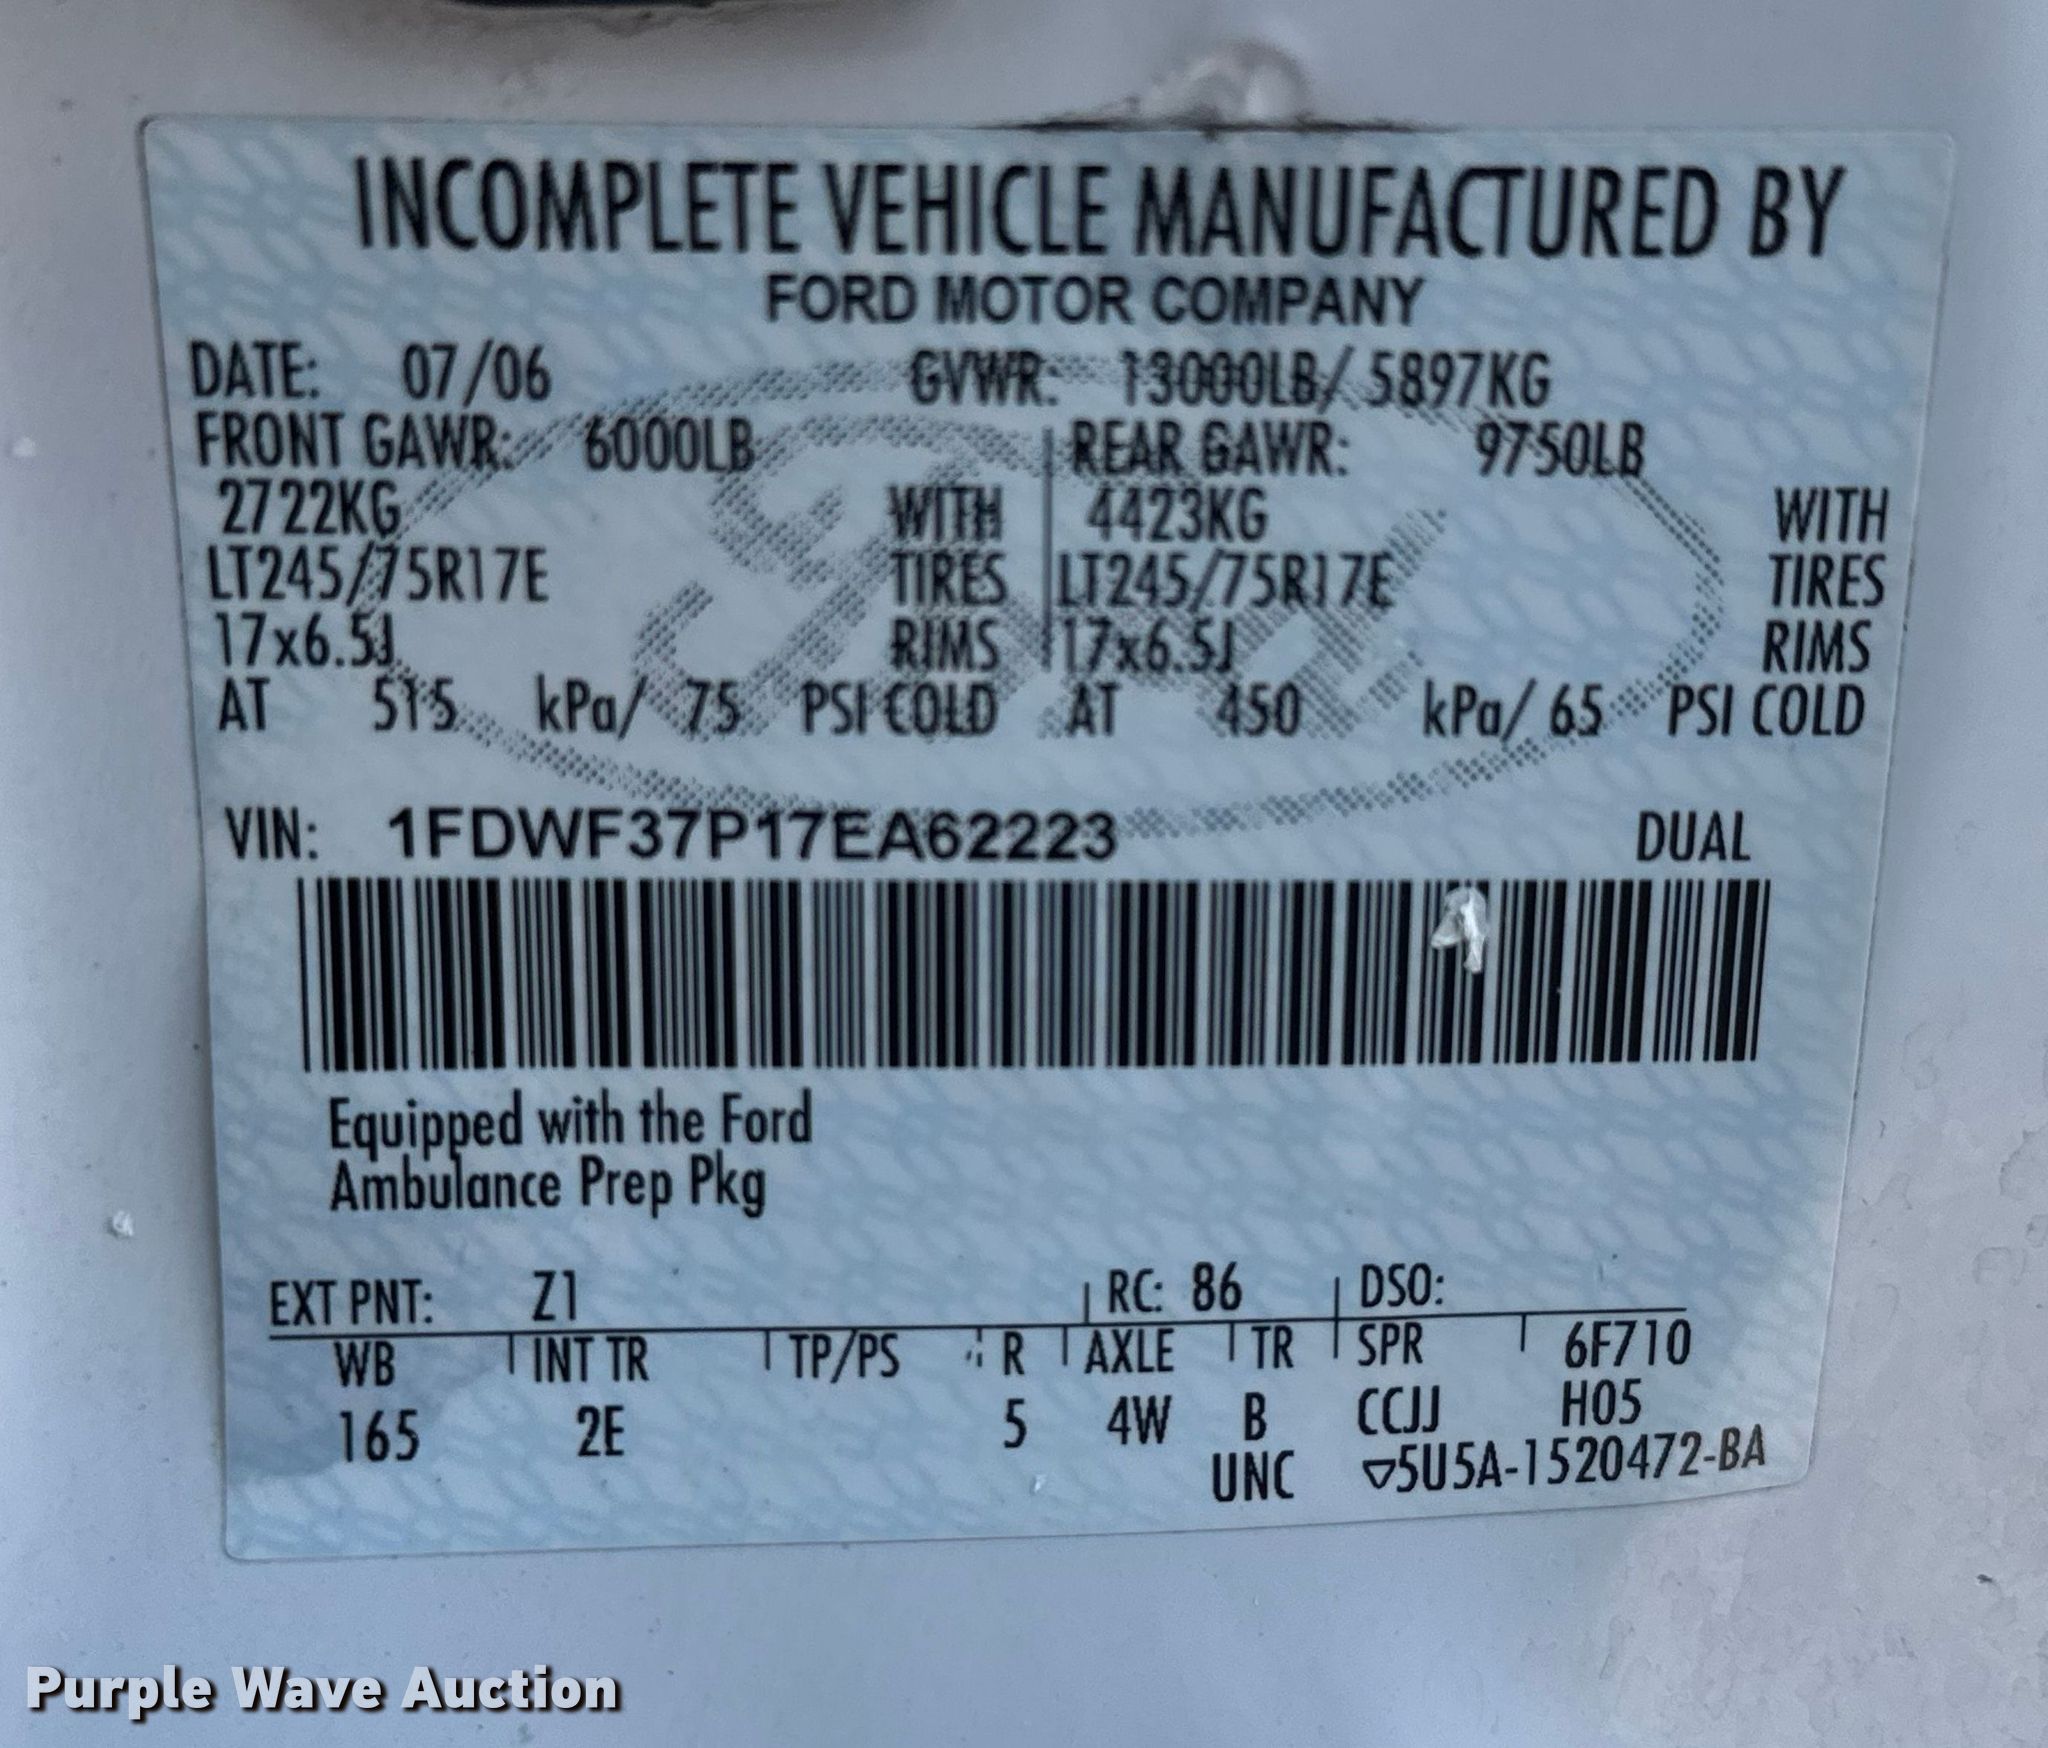 INCOMPLETE VEHICLE MANUFACTURED BY
FORD MOTOR COMPANY
DATE: 07/06 GVWR: 13000LB/ 5897KG
FRONT GAWR: 6000LB REAR GAWR: 9750LB
2722KG WITH 4423KG WITH
LT245/75R17E TIRES LT245/75R17E TIRES
17x6.5J RIMS 17x6.5J RIMS
AT 515 kPa/ 75 PSI COLD AT 450 kPa/ 65 PSI COLD
VIN: 1FDWF37P17EA62223 DUAL
Equipped with the Ford
Ambulance Prep Pkg
EXT PNT: Z1 RC: 86 DSO:
WB INT TR TP/PS R AXLE TR SPR 6F710
165 2E 5 4W B CCJJ H05
UNC ▽5U5A-1520472-BA
Purple Wave Auction